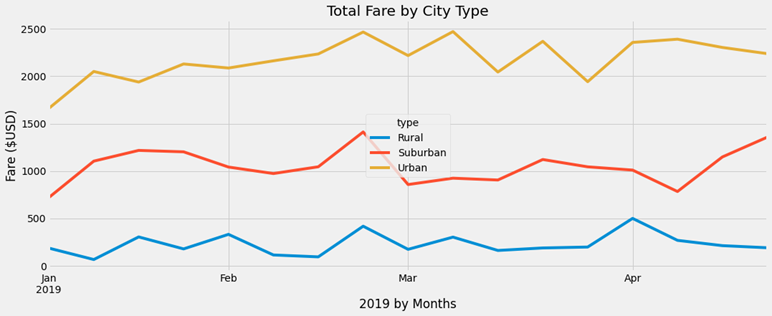 Total Fare by City Type
Fare ($USD)
2500
2000
1500
1000
500
0
type
Rural
Suburban
Urban
Jan Feb Mar Apr
2019
2019 by Months